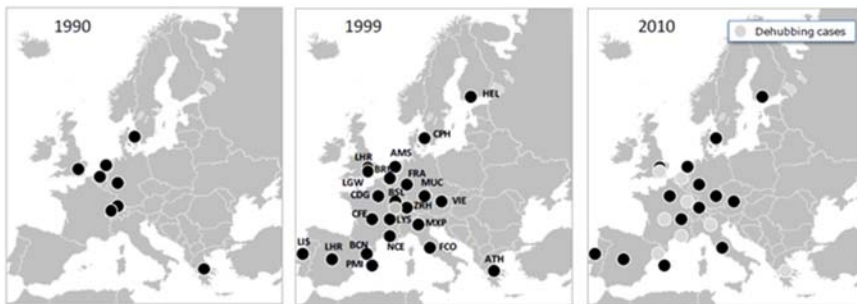 1990
1999
2010
Dehubbing cases
HEL
CPH
LHR
AMS
BRU
FRA
LGW
MUC
CDG
BSL
VIE
ZRH
CFE
LYS
MXP
LIS
LHR
BCN
NCE
FCO
PMI
ATH